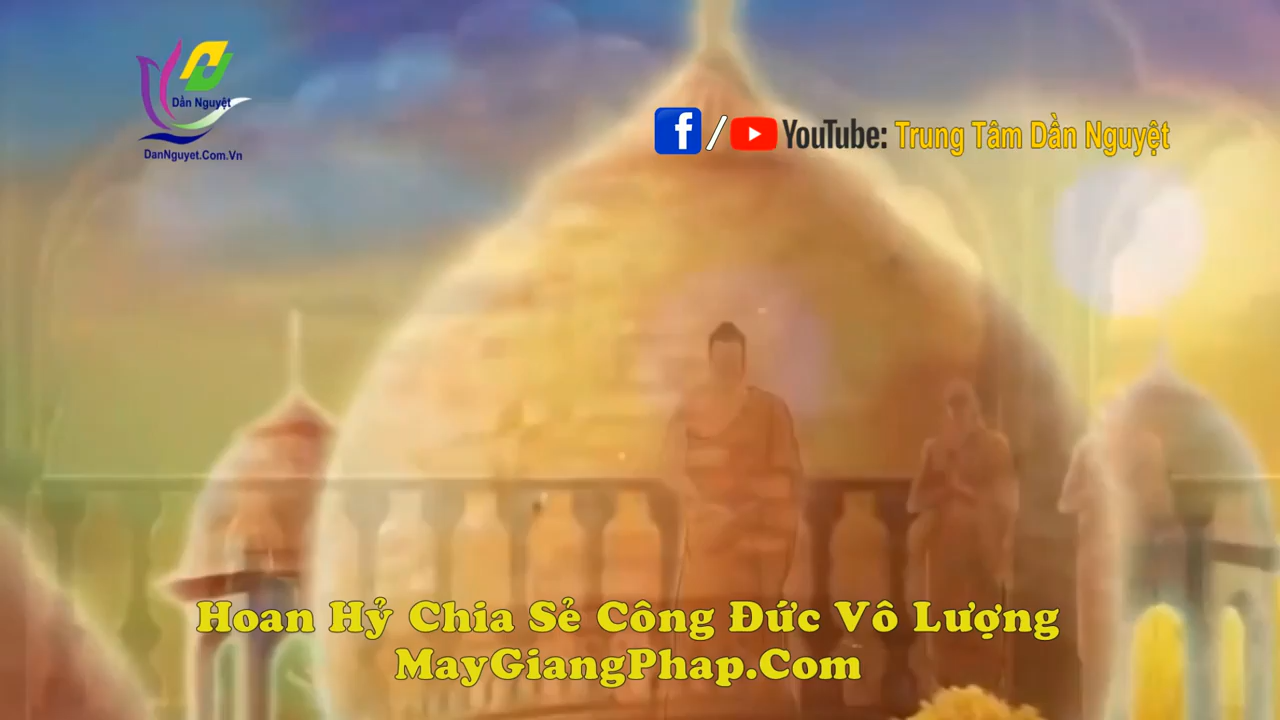 Dần Nguyệt
DanNguyet.Com.Vn
f / YouTube: Trung Tâm Dần Nguyệt
Hoan Hỷ Chia Sẻ Công Đức Vô Lượng
MayGiangPhap.Com